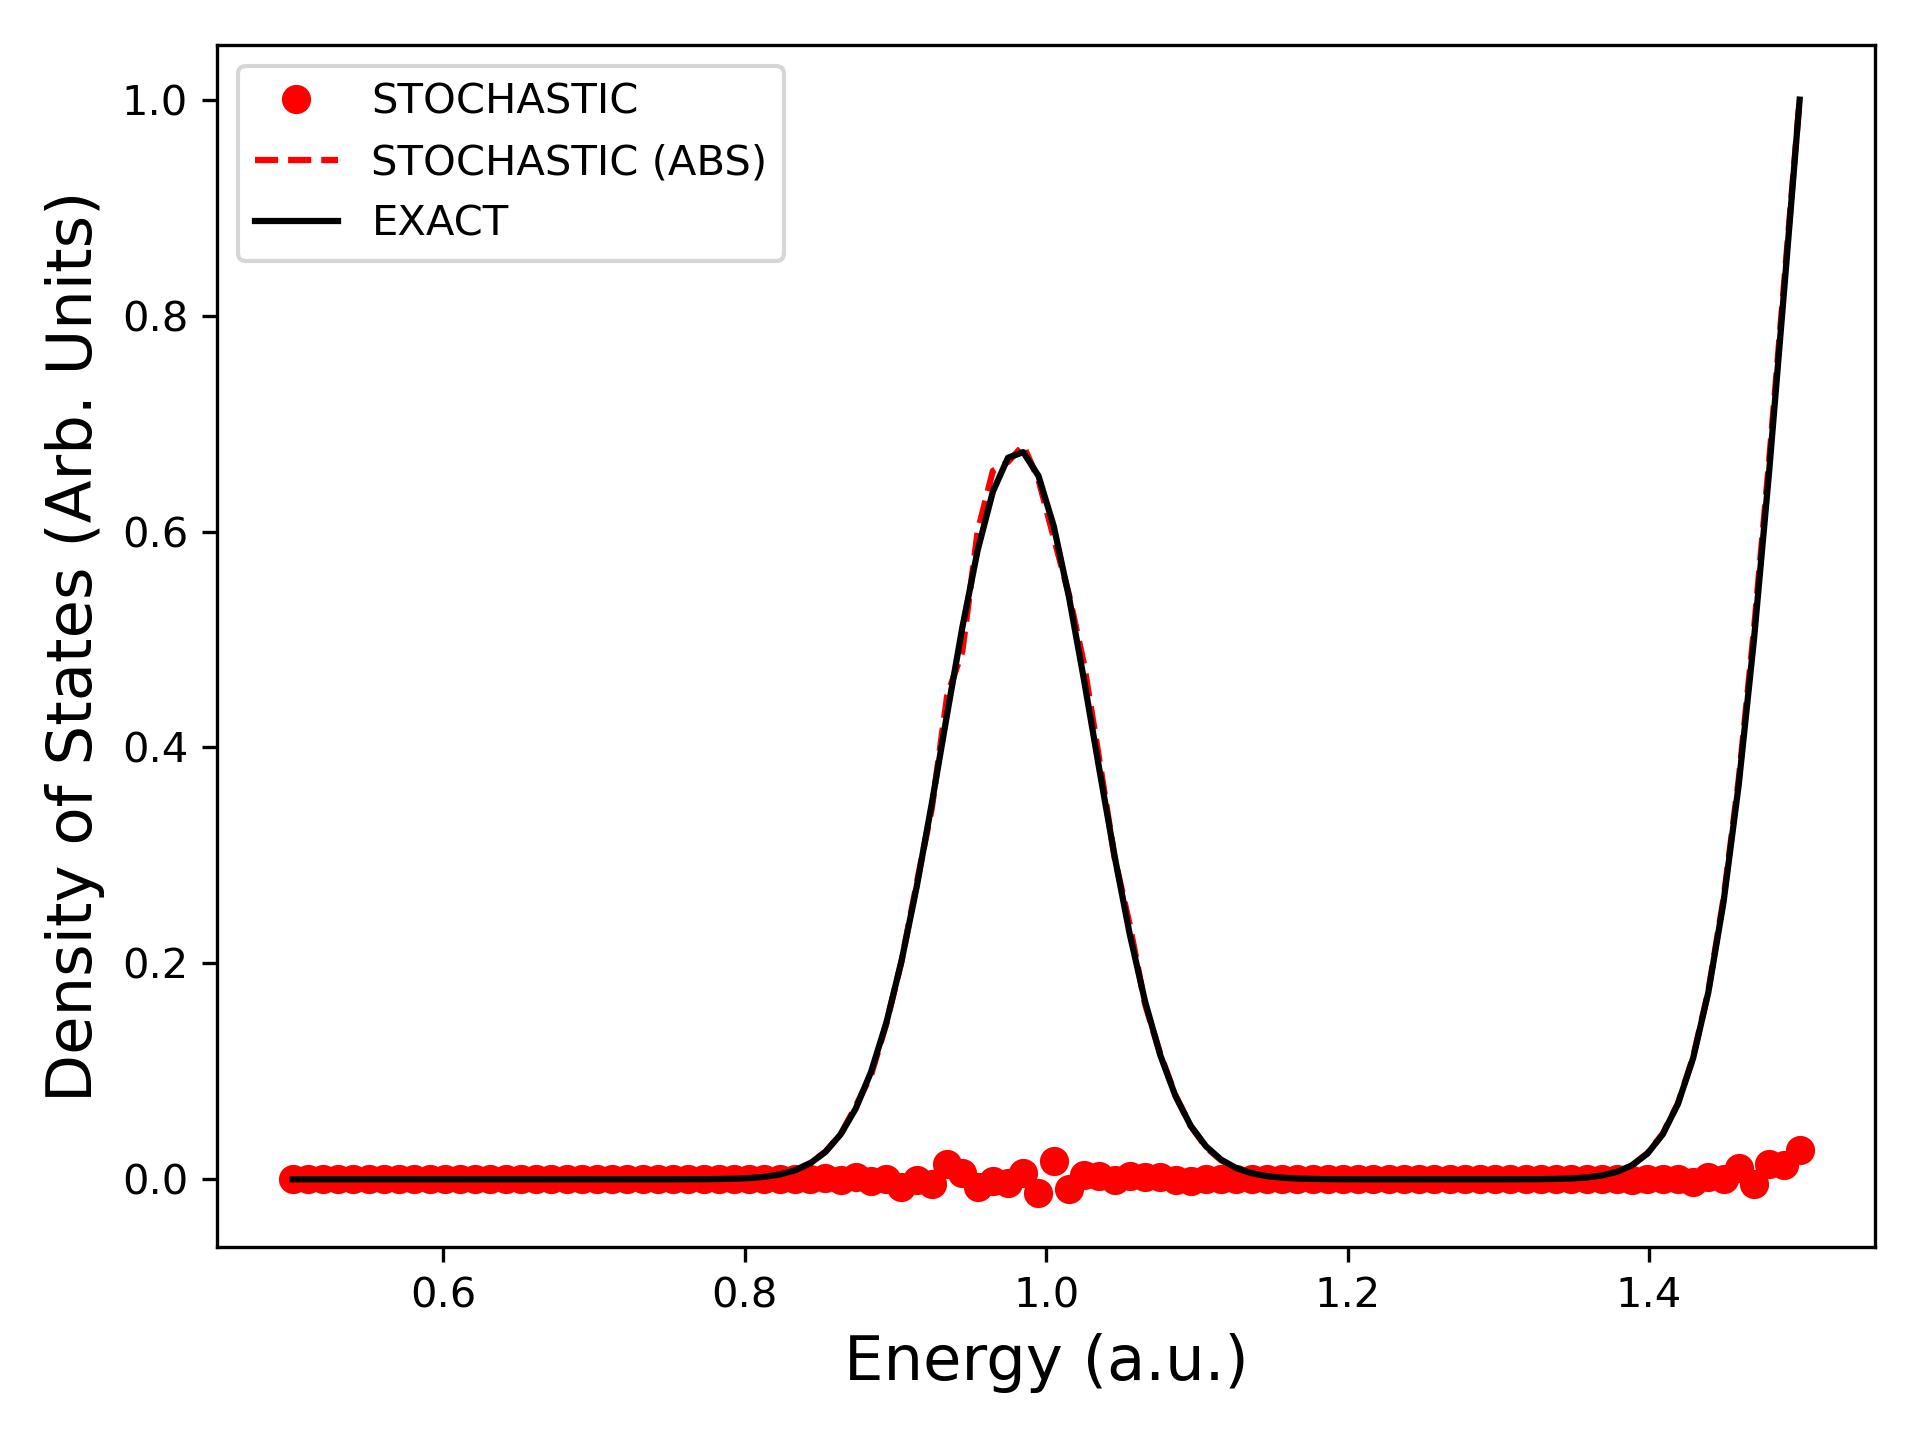 STOCHASTIC
STOCHASTIC (ABS)
EXACT
Density of States (Arb. Units)
1.0
0.8
0.6
0.4
0.2
0.0
0.6 0.8 1.0 1.2 1.4
Energy (a.u.)